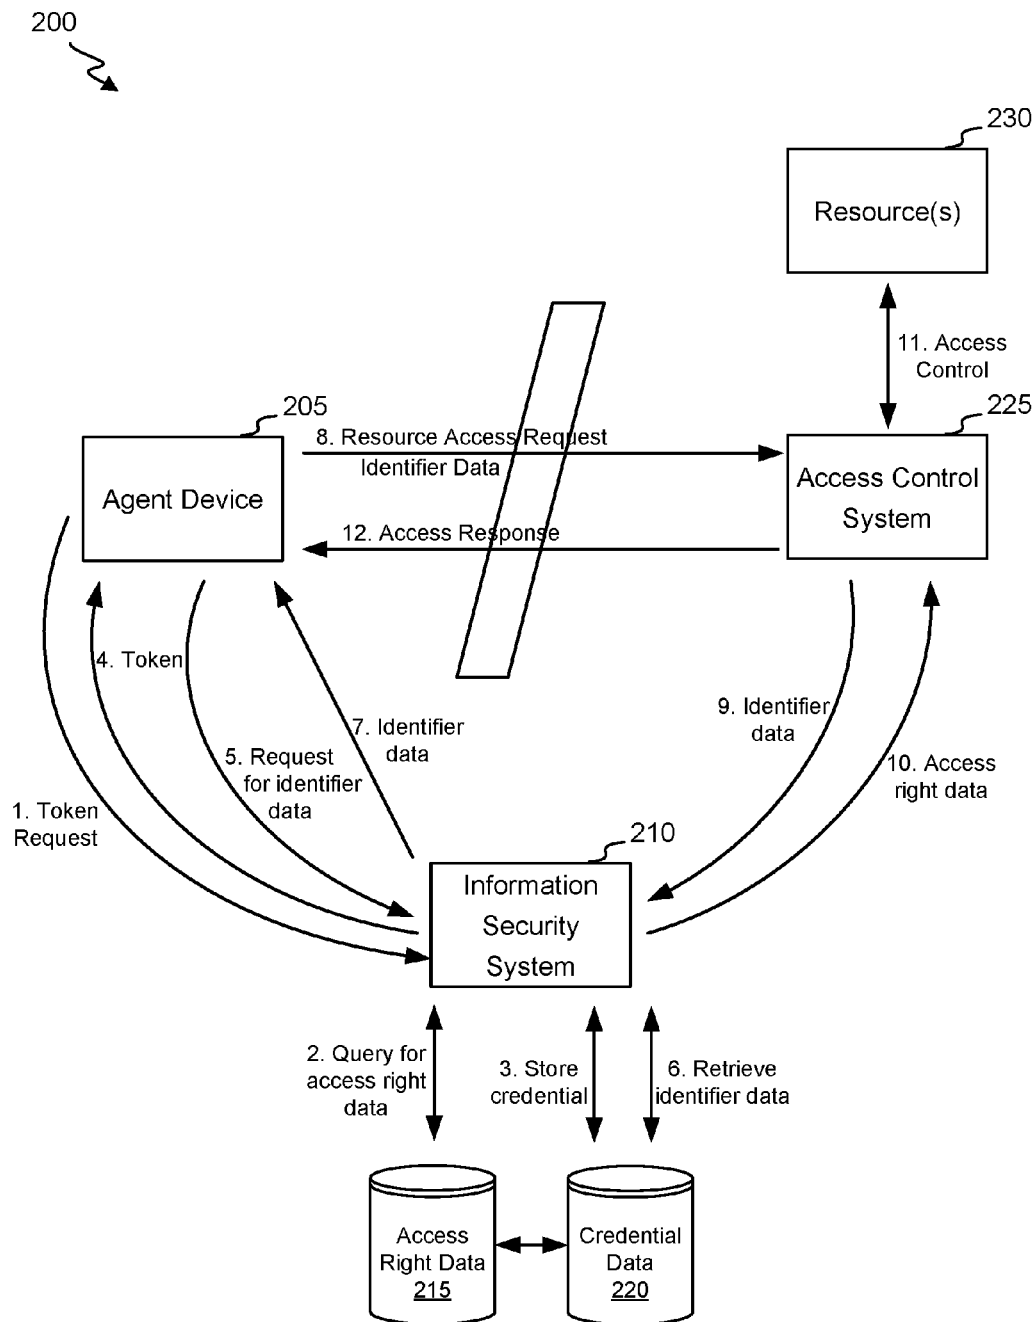 200
230
Resource(s)
11. Access
Control
205
225
8. Resource Access Request
Identifier Data
Agent Device
Access Control
System
12. Access Response
4. Token
7. Identifier
data
9. Identifier
data
5. Request
for identifier
data
10. Access
right data
1. Token
Request
210
Information
Security
System
2. Query for
access right
data
3. Store
credential
6. Retrieve
identifier data
Access
Right Data
215
Credential
Data
220